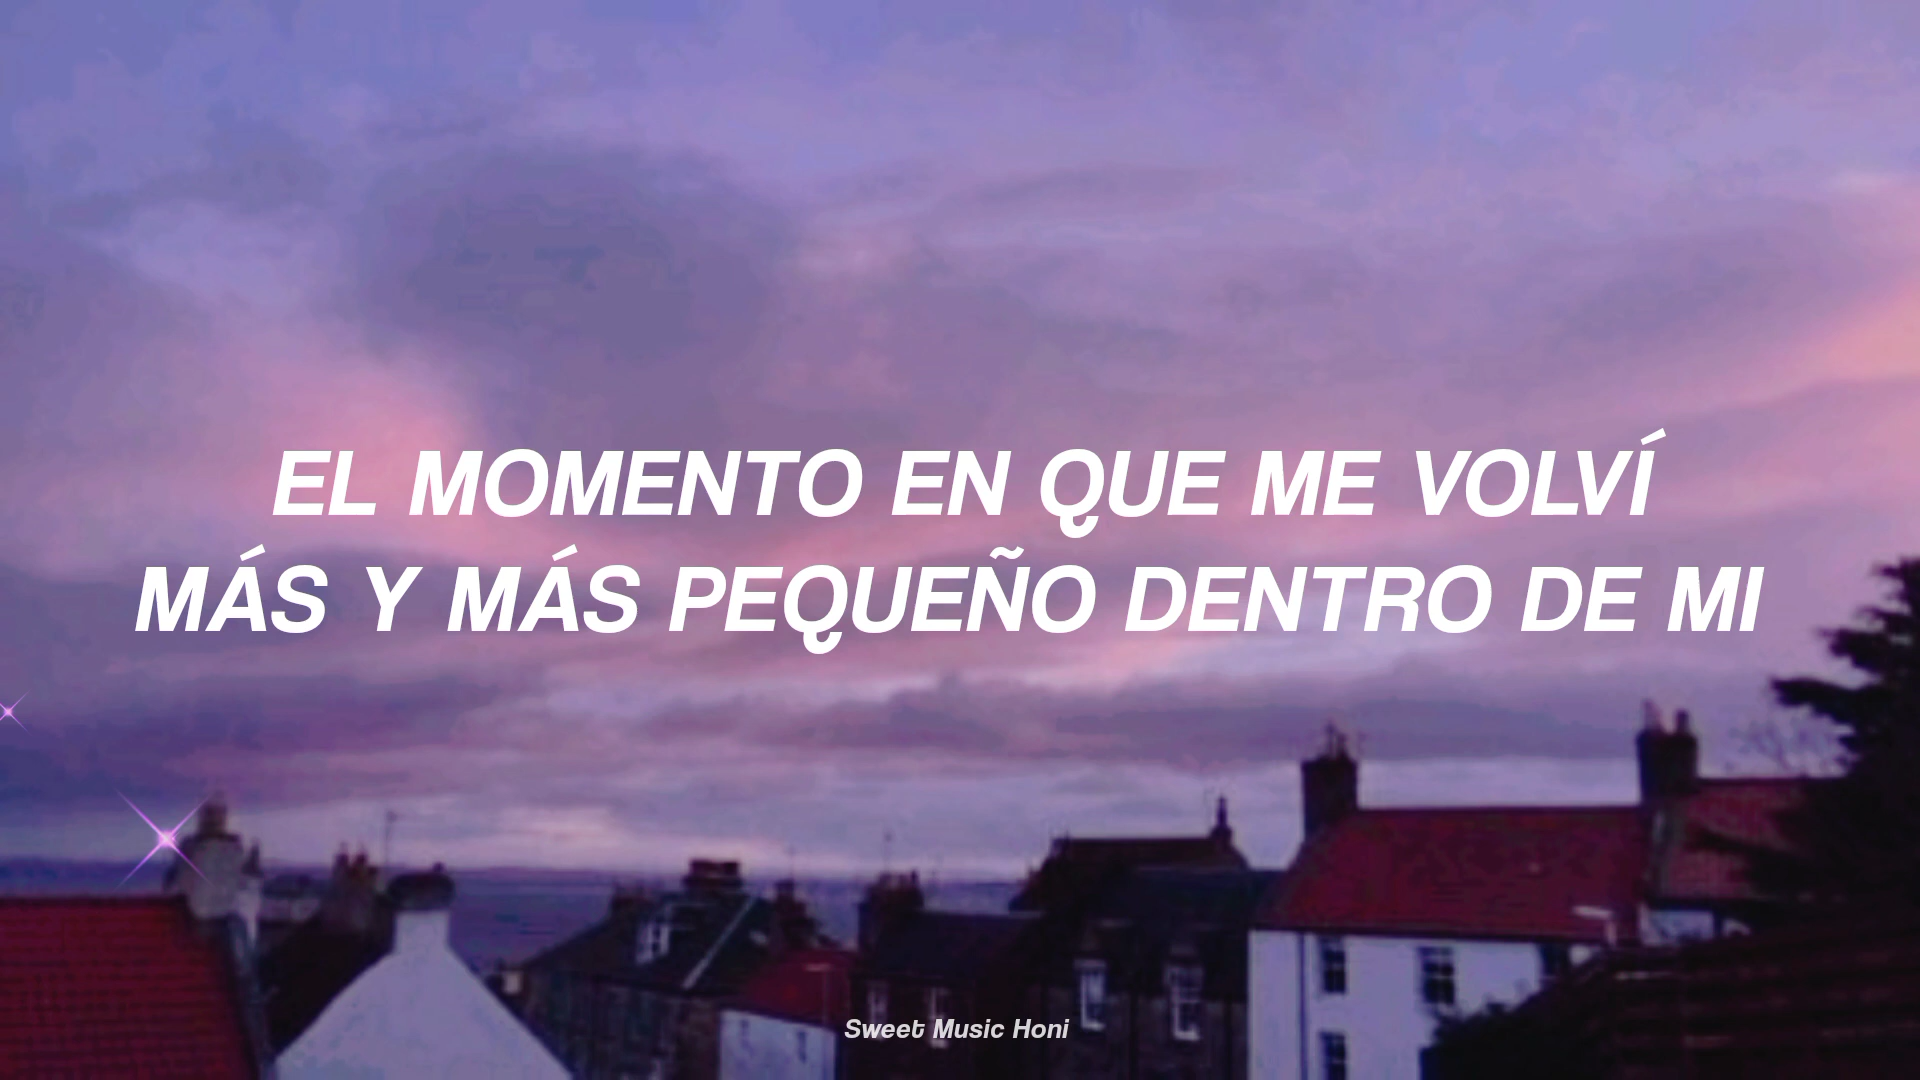 EL MOMENTO EN QUE ME VOLVÍ
MÁS Y MÁS PEQUEÑO DENTRO DE MI
Sweet Music Honi